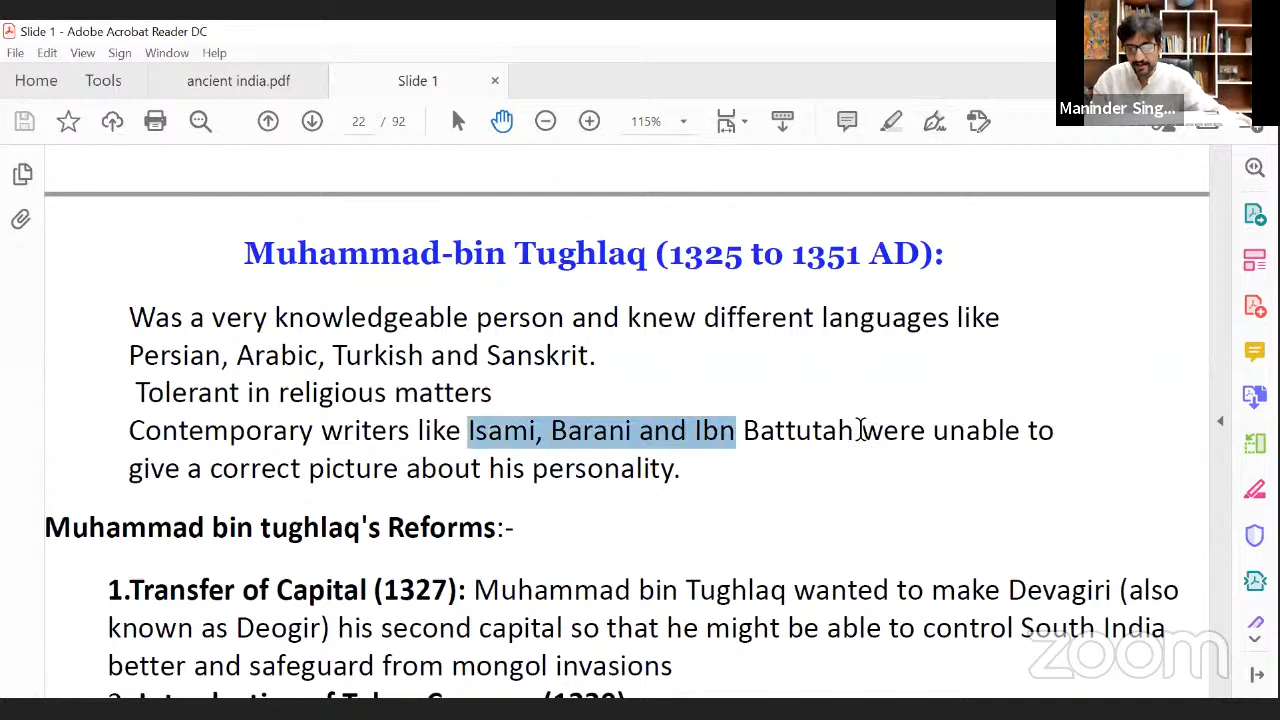 Slide 1 - Adobe Acrobat Reader DC
File Edit View Sign Window Help
Home Tools ancient india.pdf Slide 1 ×
22 / 92 115%
Maninder Sing...
Muhammad-bin Tughlaq (1325 to 1351 AD):
Was a very knowledgeable person and knew different languages like
Persian, Arabic, Turkish and Sanskrit.
Tolerant in religious matters
Contemporary writers like Isami, Barani and Ibn Battutah were unable to
give a correct picture about his personality.
Muhammad bin tughlaq's Reforms:-
1.Transfer of Capital (1327): Muhammad bin Tughlaq wanted to make Devagiri (also
known as Deogir) his second capital so that he might be able to control South India
better and safeguard from mongol invasions
zoom